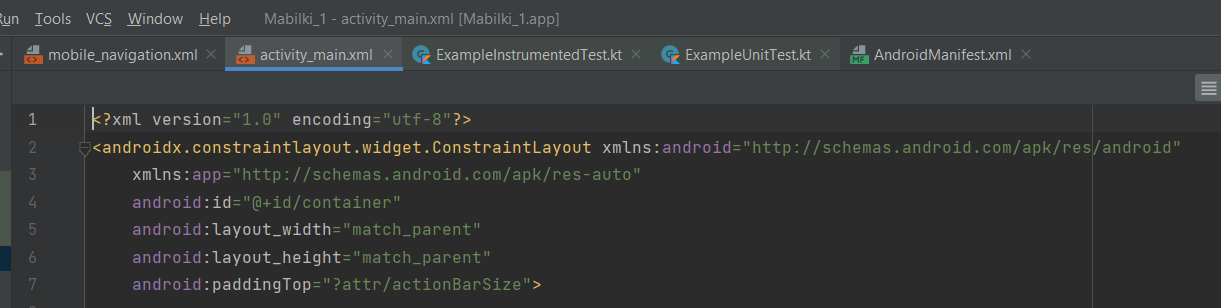 Run Tools VCS Window Help Mabilki_1 - activity_main.xml [Mabilki_1.app]
mobile_navigation.xml activity_main.xml ExampleInstrumentedTest.kt ExampleUnitTest.kt AndroidManifest.xml
1 <?xml version="1.0" encoding="utf-8"?>
2 <androidx.constraintlayout.widget.ConstraintLayout xmlns:android="http://schemas.android.com/apk/res/android"
3 xmlns:app="http://schemas.android.com/apk/res-auto"
4 android:id="@+id/container"
5 android:layout_width="match_parent"
6 android:layout_height="match_parent"
7 android:paddingTop="?attr/actionBarSize">